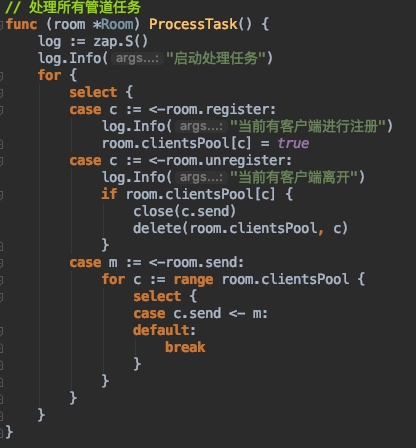 // 处理所有管道任务
func (room *Room) ProcessTask() {
    log := zap.S()
    log.Info( args...: "启动处理任务")
    for {
        select {
        case c := <-room.register:
            log.Info( args...: "当前有客户端进行注册")
            room.clientsPool[c] = true
        case c := <-room.unregister:
            log.Info( args...: "当前有客户端离开")
            if room.clientsPool[c] {
                close(c.send)
                delete(room.clientsPool, c)
            }
        case m := <-room.send:
            for c := range room.clientsPool {
                select {
                case c.send <- m:
                default:
                    break
                }
            }
        }
    }
}